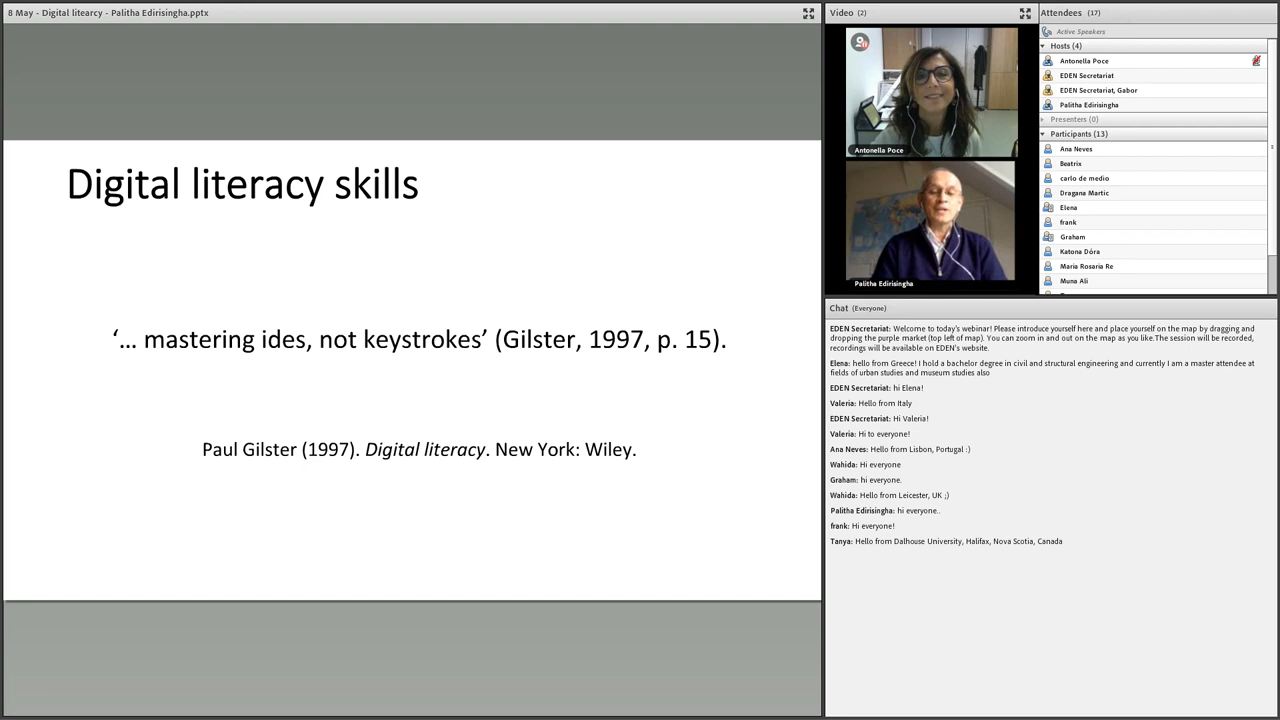 8 May - Digital litearcy - Palitha Edirisingha.pptx
Digital literacy skills
‘… mastering ides, not keystrokes’ (Gilster, 1997, p. 15).
Paul Gilster (1997). Digital literacy. New York: Wiley.
Video (2)
Antonella Poce
Palitha Edirisingha
Attendees (17)
Active Speakers
Hosts (4)
Antonella Poce
EDEN Secretariat
EDEN Secretariat, Gabor
Palitha Edirisingha
Presenters (0)
Participants (13)
Ana Neves
Beatrix
carlo de medio
Dragana Martic
Elena
frank
Graham
Katona Dóra
Maria Rosaria Re
Muna Ali
Chat (Everyone)
EDEN Secretariat: Welcome to today's webinar! Please introduce yourself here and place yourself on the map by dragging and
dropping the purple market (top left of map). You can zoom in and out on the map as you like.The session will be recorded,
recordings will be available on EDEN's website.
Elena: hello from Greece! I hold a bachelor degree in civil and structural engineering and currently I am a master attendee at
fields of urban studies and museum studies also
EDEN Secretariat: hi Elena!
Valeria: Hello from Italy
EDEN Secretariat: Hi Valeria!
Valeria: Hi to everyone!
Ana Neves: Hello from Lisbon, Portugal :)
Wahida: Hi everyone
Graham: hi everyone.
Wahida: Hello from Leicester, UK ;)
Palitha Edirisingha: hi everyone..
frank: Hi everyone!
Tanya: Hello from Dalhouse University, Halifax, Nova Scotia, Canada